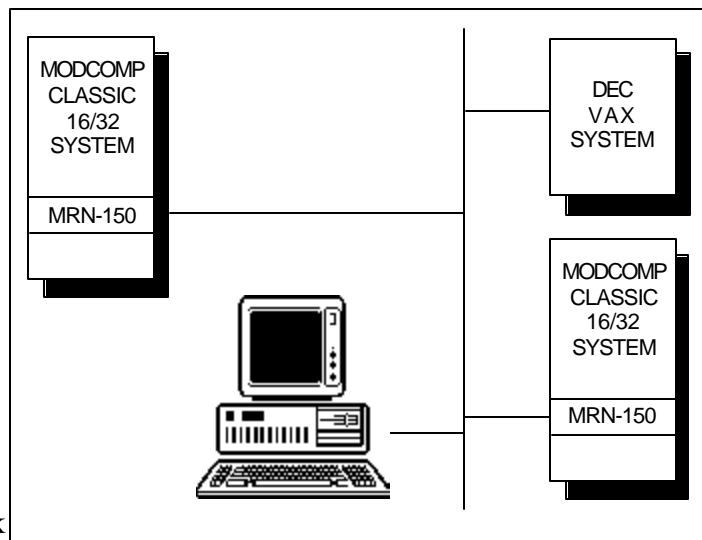 MODCOMP
CLASSIC
16/32
SYSTEM
MRN-150
DEC
VAX
SYSTEM
MODCOMP
CLASSIC
16/32
SYSTEM
MRN-150